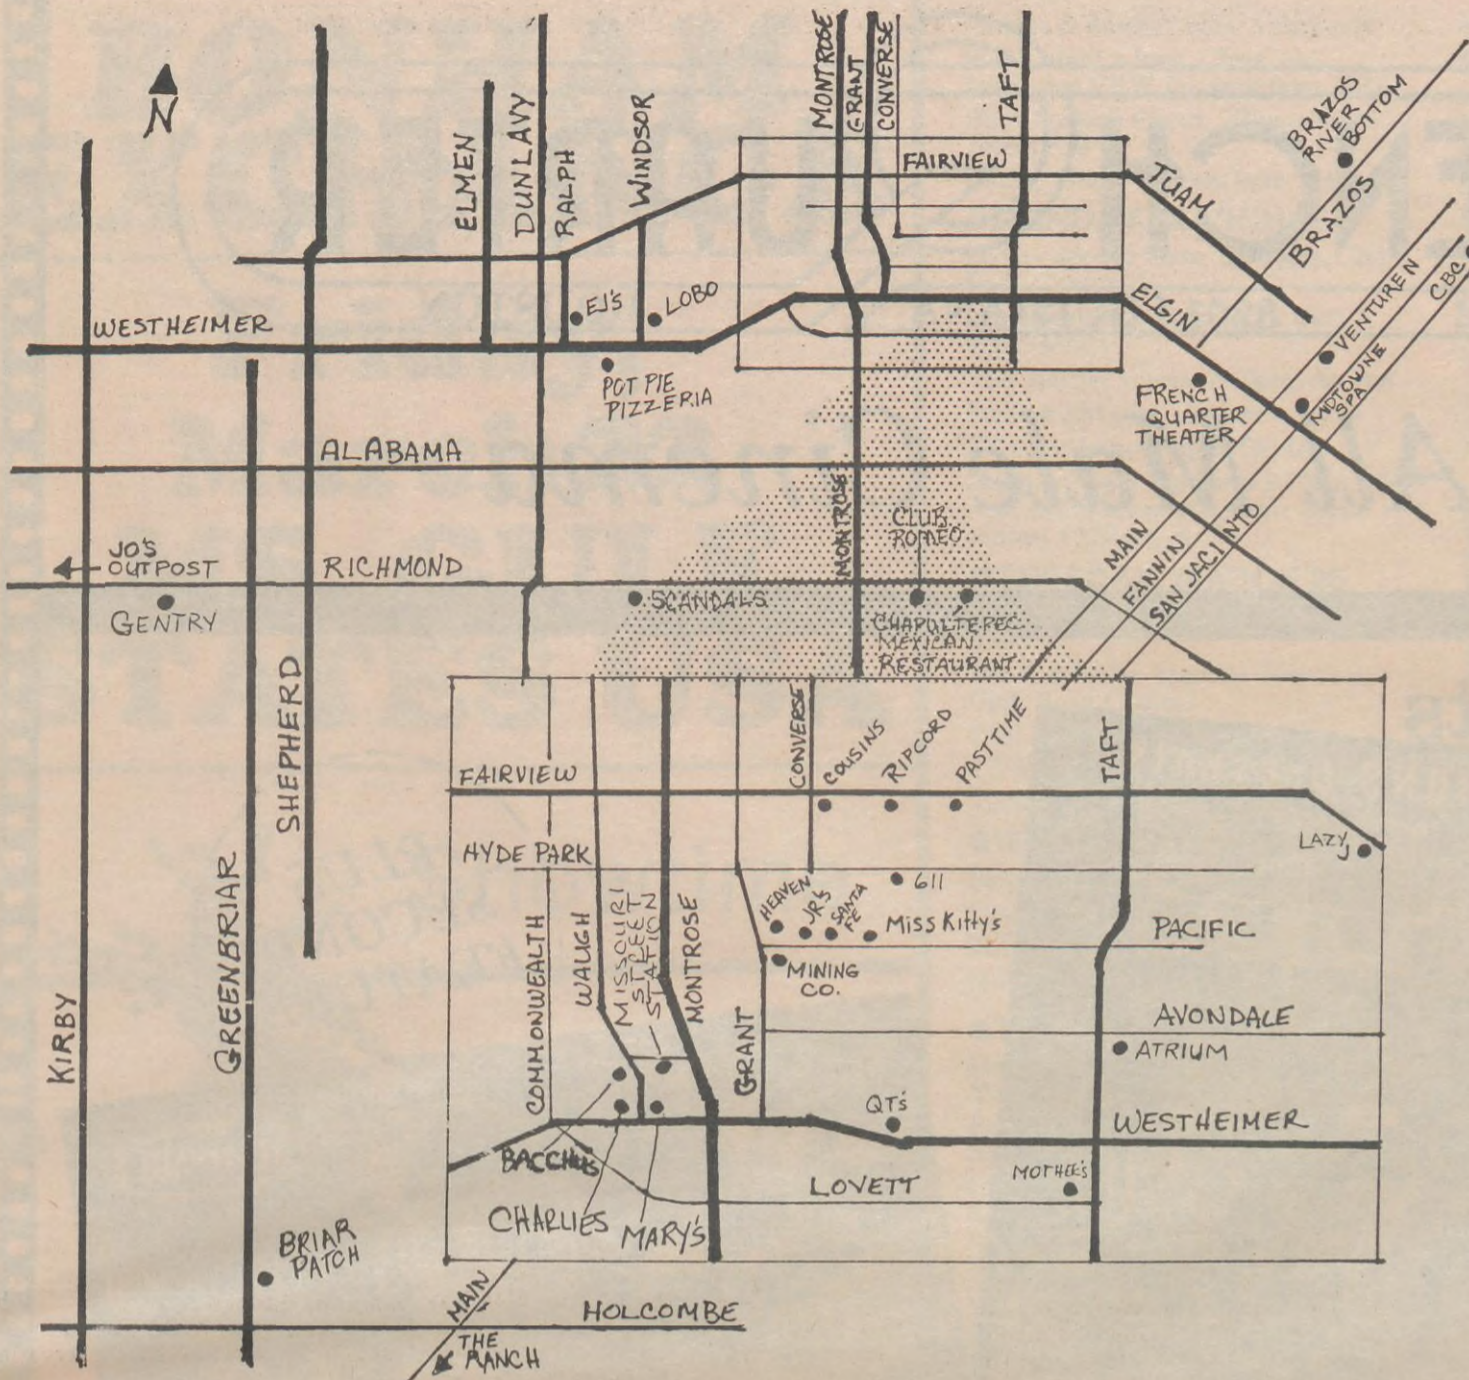 N
ELMEN
DUNLAVY
RALPH
WINDSOR
MONTROSE
GRANT
CONVERSE
TAFT
FAIRVIEW
TUAM
BRAZOS
RIVER
BOTTOM
BRAZOS
WESTHEIMER
EJ'S
LOBO
POT PIE
PIZZERIA
ELGIN
VENTUREN
CBC
MIDTOWNE
SPA
FRENCH
QUARTER
THEATER
ALABAMA
MONTROSE
CLUB
ROMEO
MAIN
FANNIN
SAN JACINTO
JO'S
OUTPOST
RICHMOND
GENTRY
SCANDALS
CHAPULTEPEC
MEXICAN
RESTAURANT
SHEPHERD
GREENBRIAR
KIRBY
CONVERSE
COUSINS
RIPCORD
PASTTIME
TAFT
FAIRVIEW
LAZY
J
HYDE PARK
611
HEAVEN
JR'S
SANTA
FE
MISS KITTY'S
PACIFIC
COMMONWEALTH
WAUGH
MISSOURI
STREET
STATION
MONTROSE
MINING
CO.
GRANT
AVONDALE
ATRIUM
QT'S
WESTHEIMER
BACCHUS
LOVETT
MOTHER'S
CHARLIES
MARY'S
BRIAR
PATCH
MAIN
HOLCOMBE
THE
RANCH